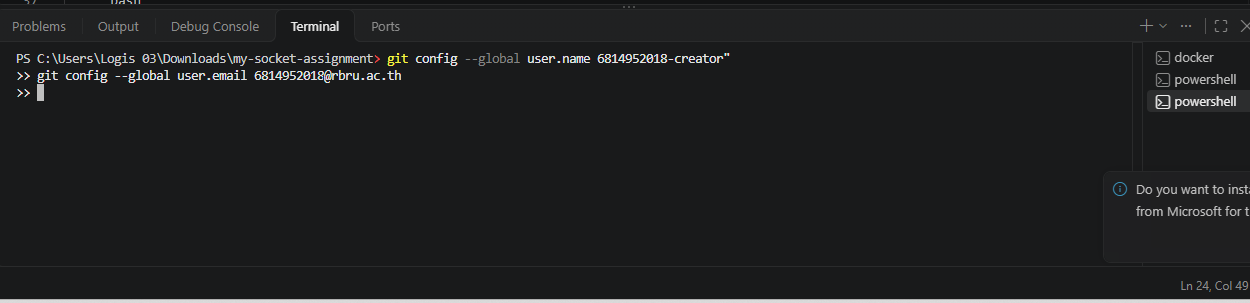 37 Bash
Problems Output Debug Console Terminal Ports
PS C:\Users\Logis 03\Downloads\my-socket-assignment> git config --global user.name 6814952018-creator"
>> git config --global user.email 6814952018@rbru.ac.th
>>
docker
powershell
powershell
Do you want to insta
from Microsoft for t
Ln 24, Col 49